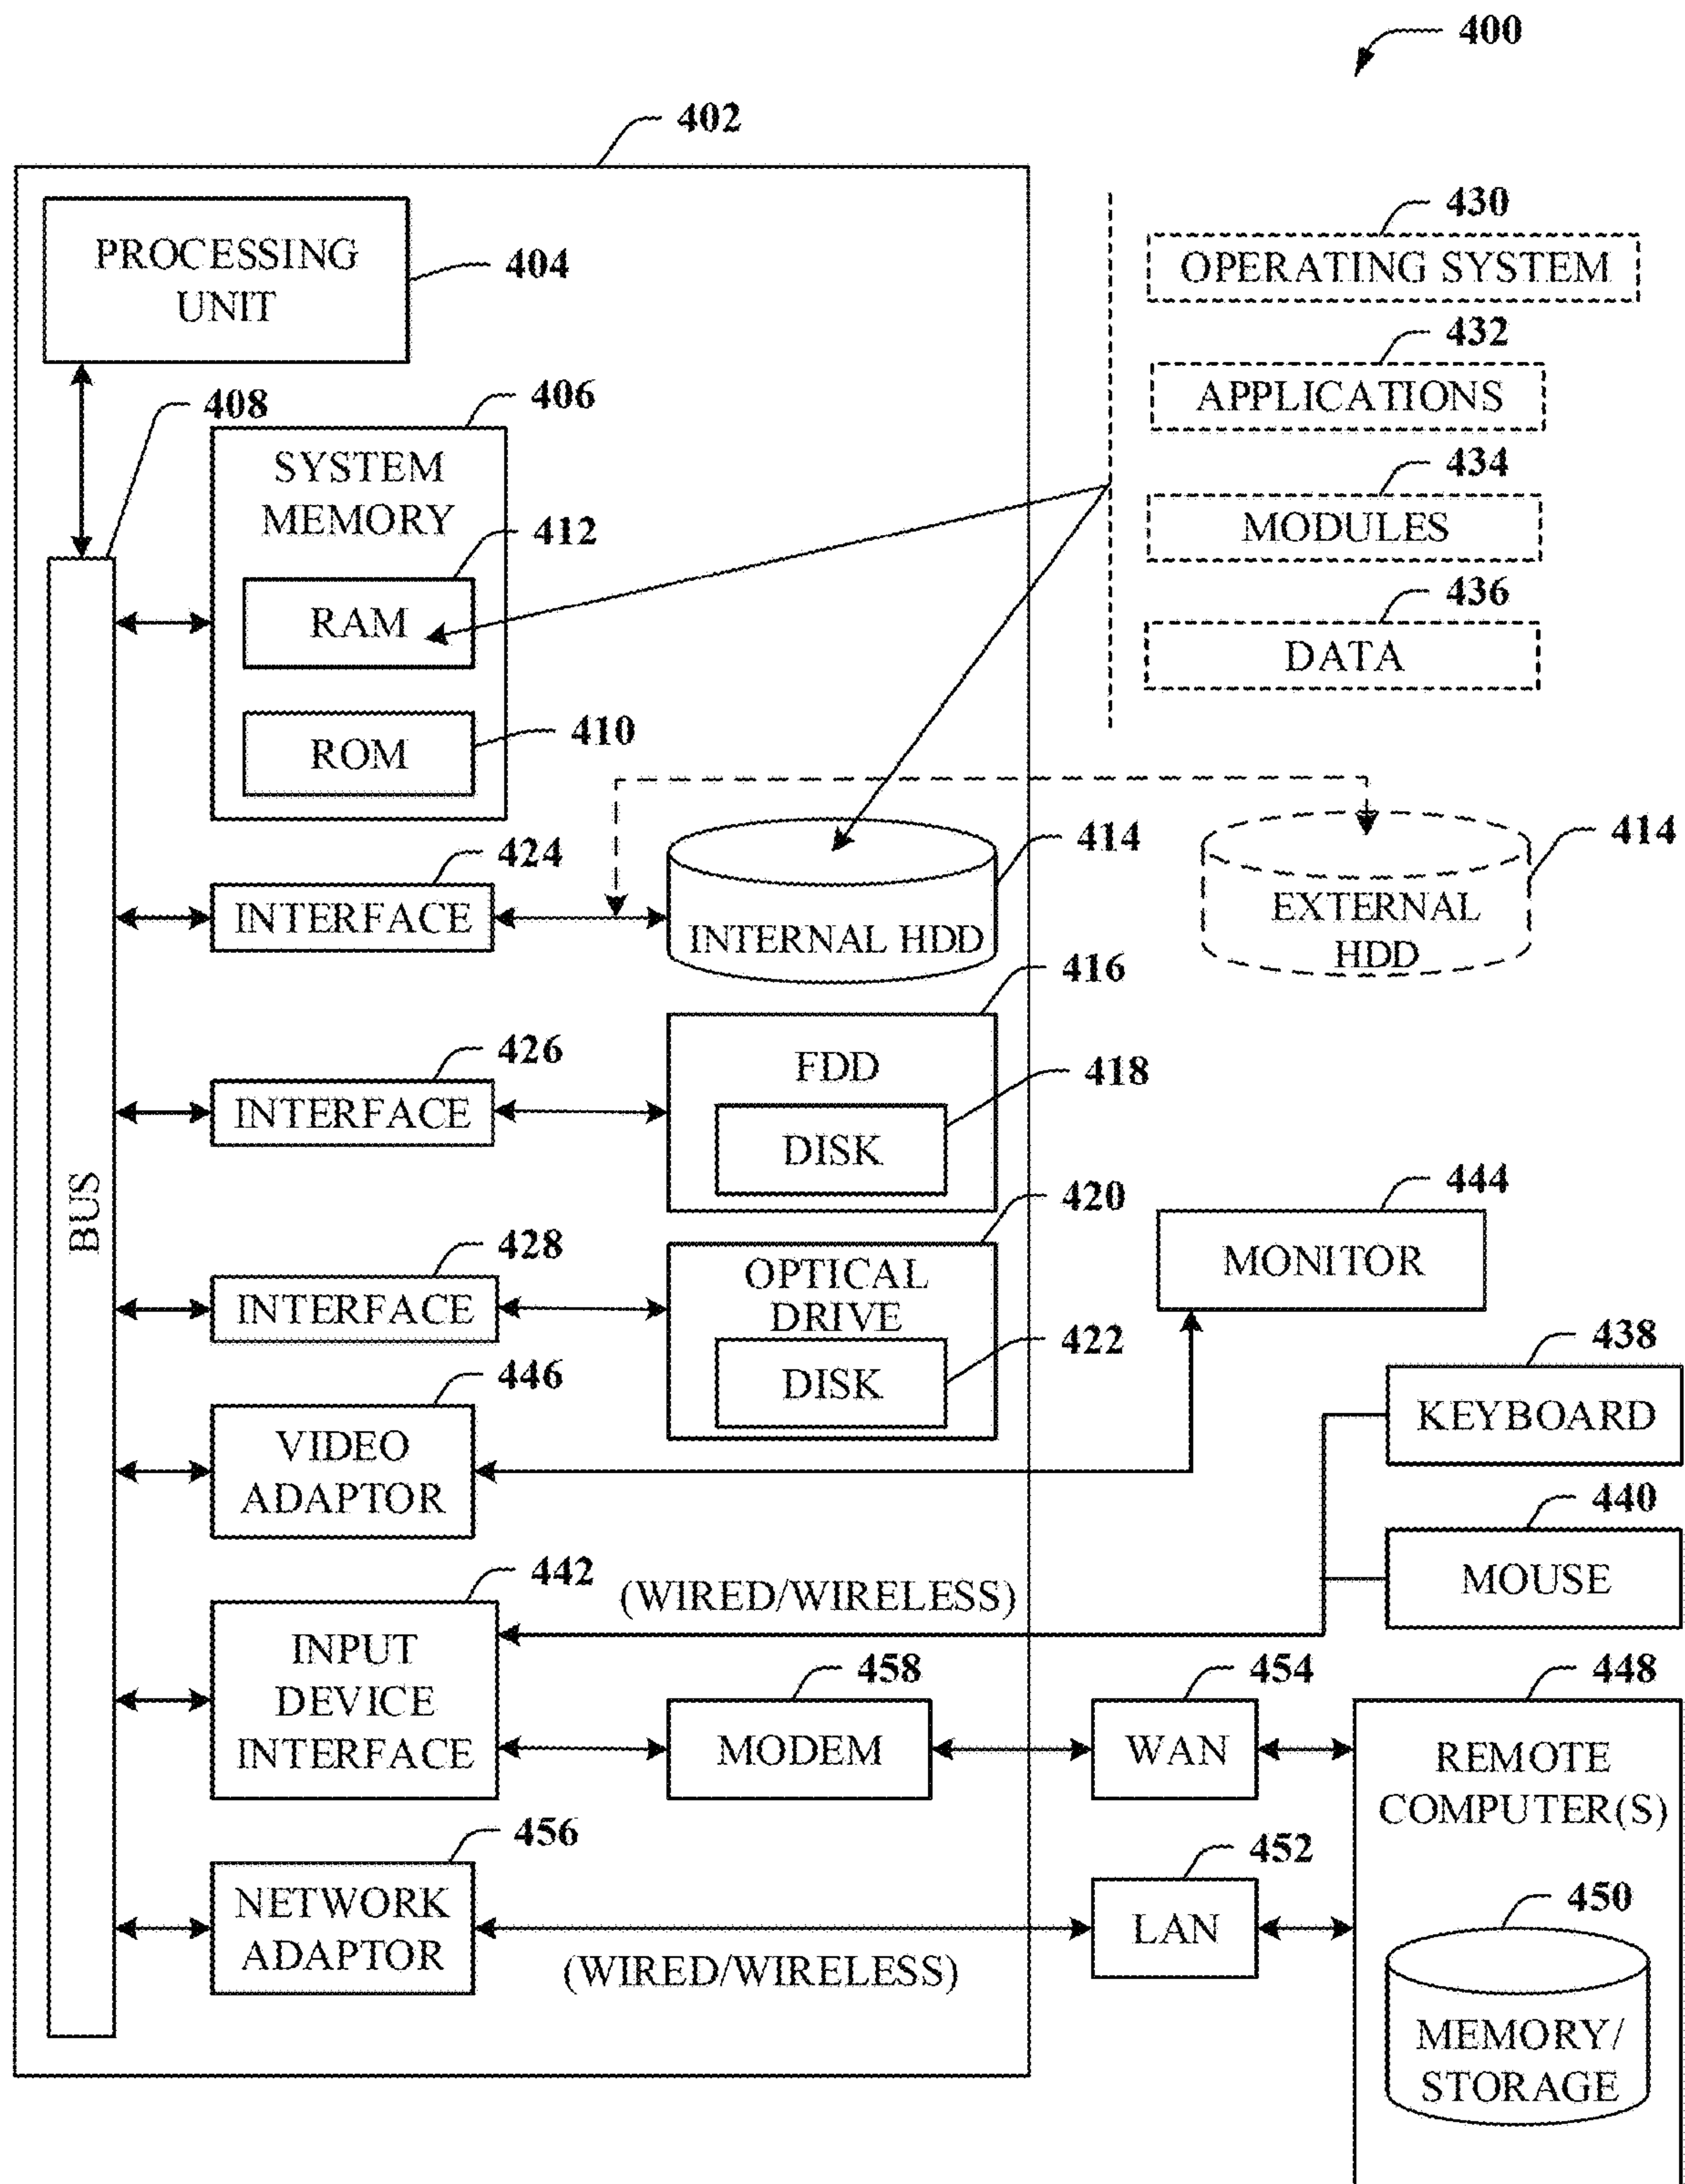 400
402
PROCESSING
UNIT
404
430
OPERATING SYSTEM
432
APPLICATIONS
434
MODULES
436
DATA
408
406
SYSTEM
MEMORY
412
RAM
410
ROM
BUS
424
INTERFACE
414
INTERNAL HDD
414
EXTERNAL
HDD
426
INTERFACE
416
FDD
418
DISK
428
INTERFACE
420
OPTICAL
DRIVE
422
DISK
444
MONITOR
446
VIDEO
ADAPTOR
438
KEYBOARD
440
MOUSE
442
INPUT
DEVICE
INTERFACE
(WIRED/WIRELESS)
458
MODEM
454
WAN
448
REMOTE
COMPUTER(S)
456
NETWORK
ADAPTOR
(WIRED/WIRELESS)
452
LAN
450
MEMORY/
STORAGE